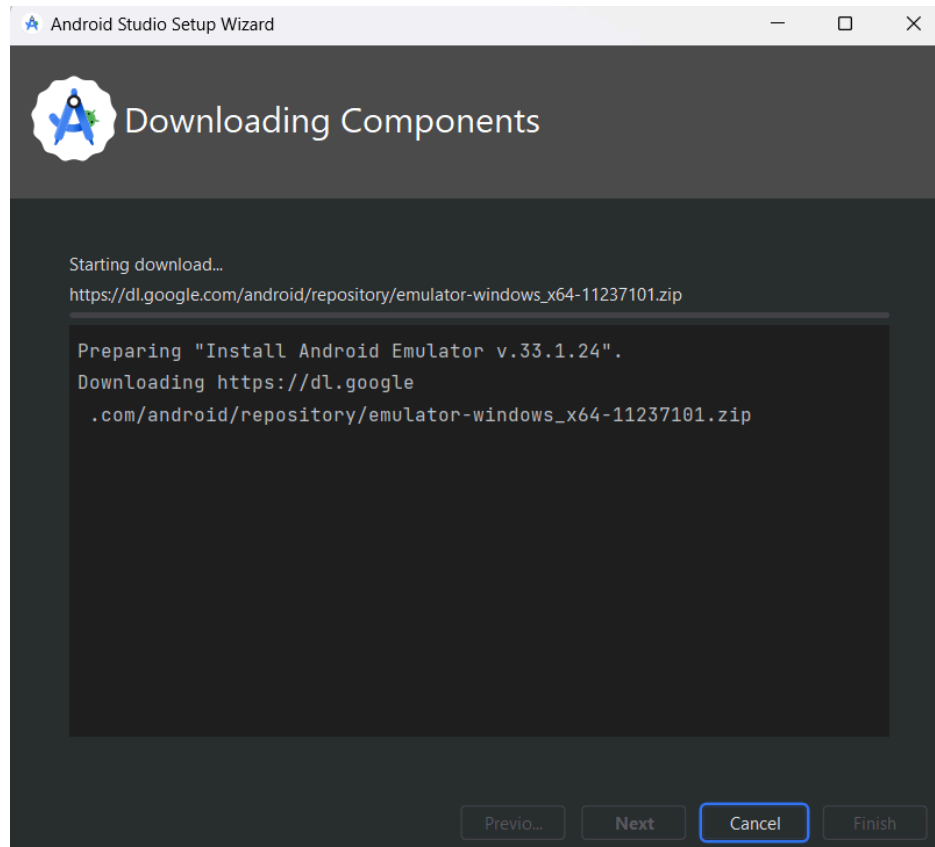 Android Studio Setup Wizard
Downloading Components
Starting download...
https://dl.google.com/android/repository/emulator-windows_x64-11237101.zip
Preparing "Install Android Emulator v.33.1.24".
Downloading https://dl.google
.com/android/repository/emulator-windows_x64-11237101.zip
Previo... Next Cancel Finish